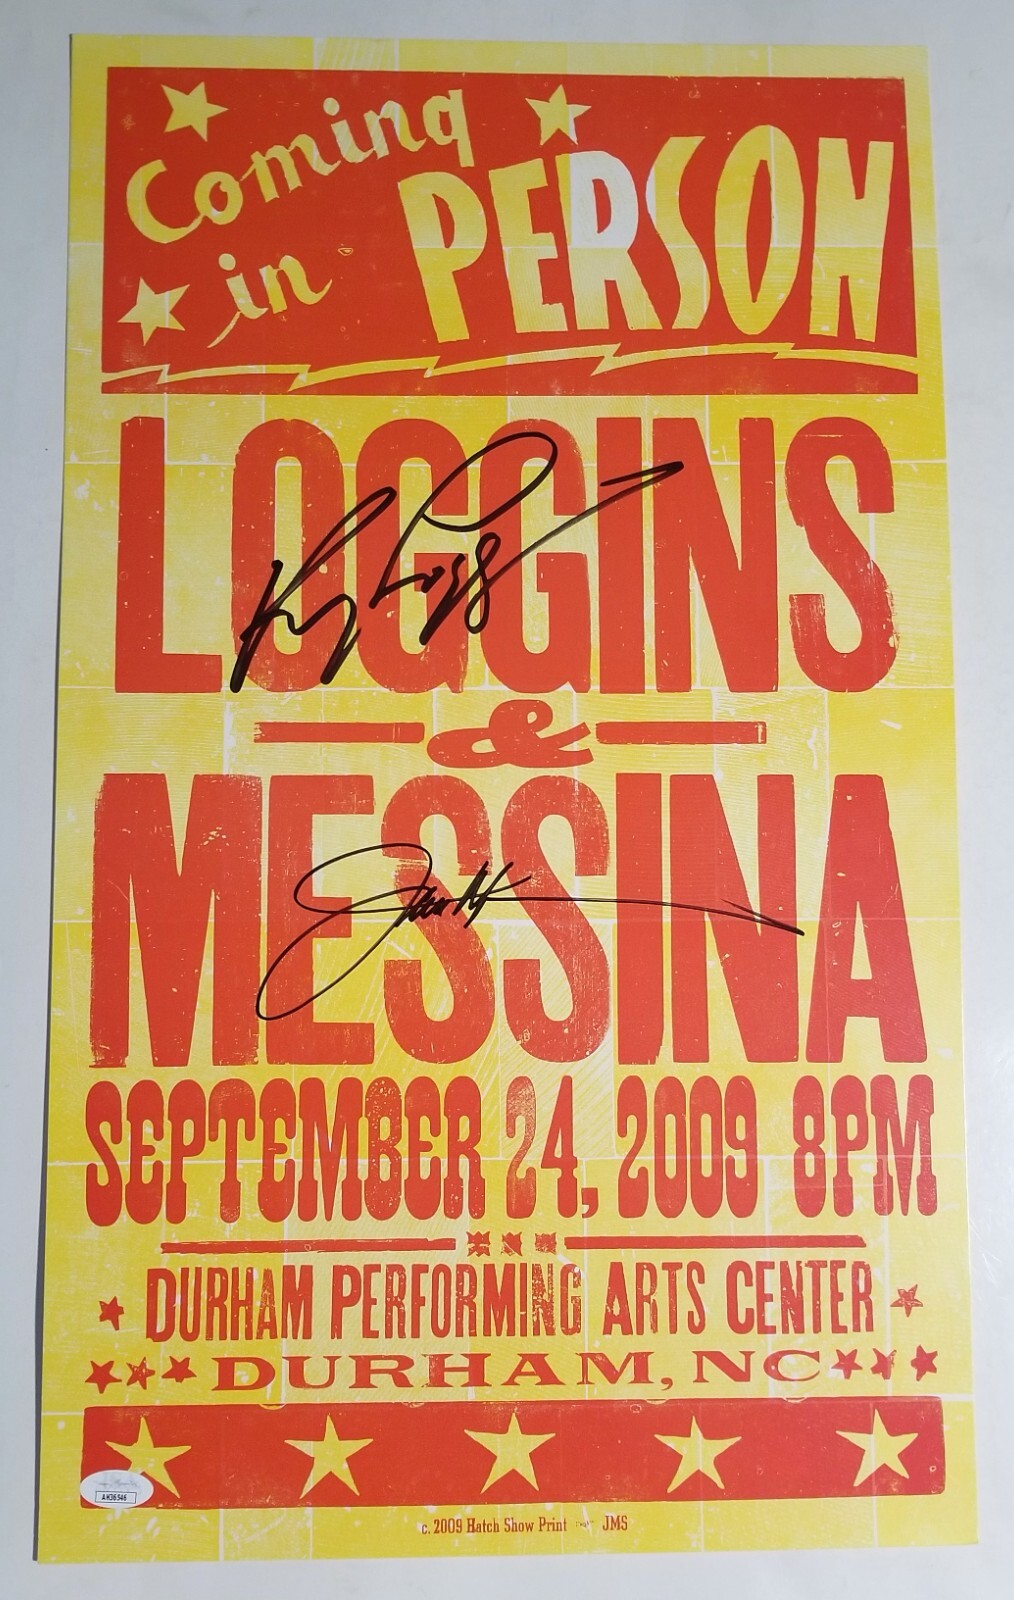 Coming
in PERSON
LOGGINS
&
MESSINA
SEPTEMBER 24, 2009 8PM
DURHAM PERFORMING ARTS CENTER
DURHAM, NC
AH36546
c. 2009 Hatch Show Print JMS